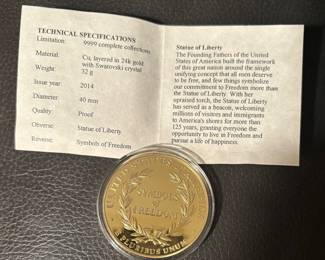 TECHNICAL SPECIFICATIONS
Limitation: 9999 complete collections
Material: Cu, layered in 24k gold
with Swarovski crystal
Weight: 32 g
Issue year: 2014
Diameter: 40 mm
Quality: Proof
Obverse: Statue of Liberty
Reverse: Symbols of Freedom
Statue of Liberty
The Founding Fathers of the United
States of America built the framework
of this great nation around the single
unifying concept that all men deserve
to be free, and few things symbolize
our commitment to Freedom more than
the Statue of Liberty. With her
upraised torch, the Statue of Liberty
has served as a beacon, welcoming
millions of visitors and immigrants
to America's shores for more than
125 years, granting everyone the
opportunity to live in Freedom and
pursue a life of happiness.
UNITED STATES OF AMERICA
SYMBOLS
OF
FREEDOM
E PLURIBUS UNUM